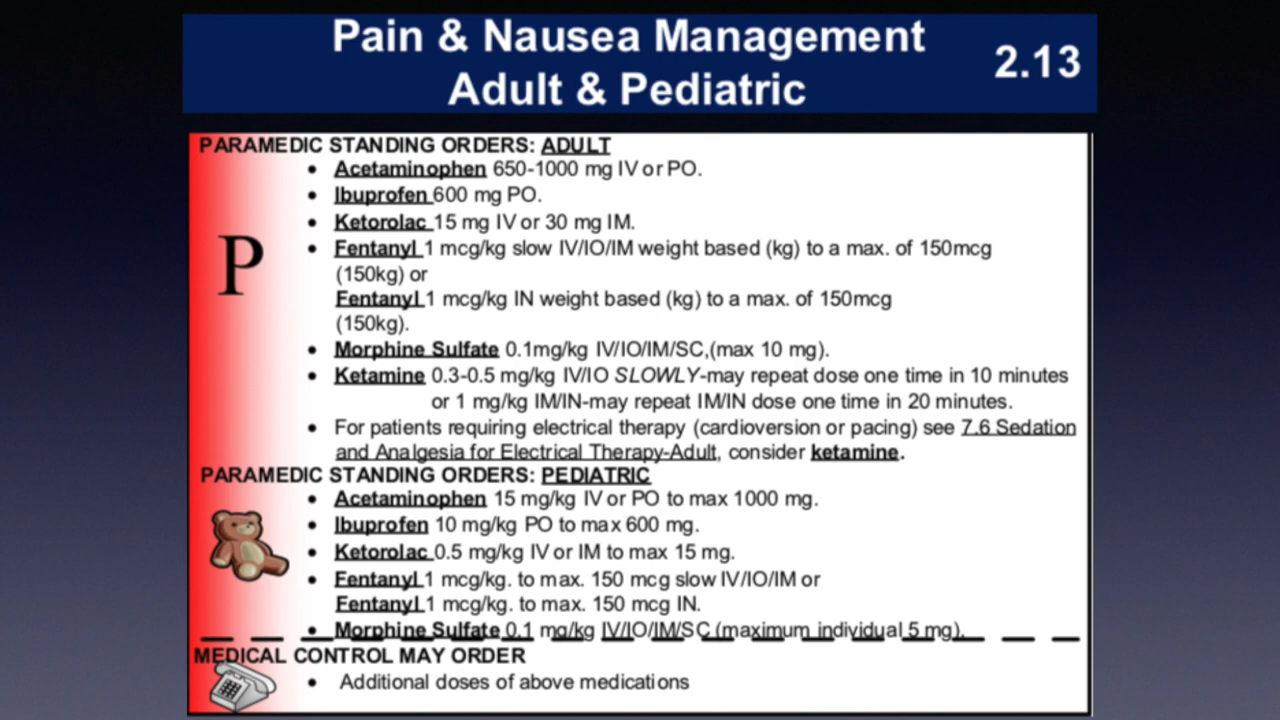 Pain & Nausea Management
Adult & Pediatric
2.13
PARAMEDIC STANDING ORDERS: ADULT
• Acetaminophen 650-1000 mg IV or PO.
• Ibuprofen 600 mg PO.
• Ketorolac 15 mg IV or 30 mg IM.
P
• Fentanyl 1 mcg/kg slow IV/IO/IM weight based (kg) to a max. of 150mcg
(150kg) or
Fentanyl 1 mcg/kg IN weight based (kg) to a max. of 150mcg
(150kg).
• Morphine Sulfate 0.1mg/kg IV/IO/IM/SC,(max 10 mg).
• Ketamine 0.3-0.5 mg/kg IV/IO SLOWLY-may repeat dose one time in 10 minutes
or 1 mg/kg IM/IN-may repeat IM/IN dose one time in 20 minutes.
• For patients requiring electrical therapy (cardioversion or pacing) see 7.6 Sedation
and Analgesia for Electrical Therapy-Adult, consider ketamine.
PARAMEDIC STANDING ORDERS: PEDIATRIC
• Acetaminophen 15 mg/kg IV or PO to max 1000 mg.
• Ibuprofen 10 mg/kg PO to max 600 mg.
• Ketorolac 0.5 mg/kg IV or IM to max 15 mg.
• Fentanyl 1 mcg/kg. to max. 150 mcg slow IV/IO/IM or
Fentanyl 1 mcg/kg. to max. 150 mcg IN.
• Morphine Sulfate 0.1 mg/kg IV/IO/IM/SC (maximum individual 5 mg).
MEDICAL CONTROL MAY ORDER
• Additional doses of above medications